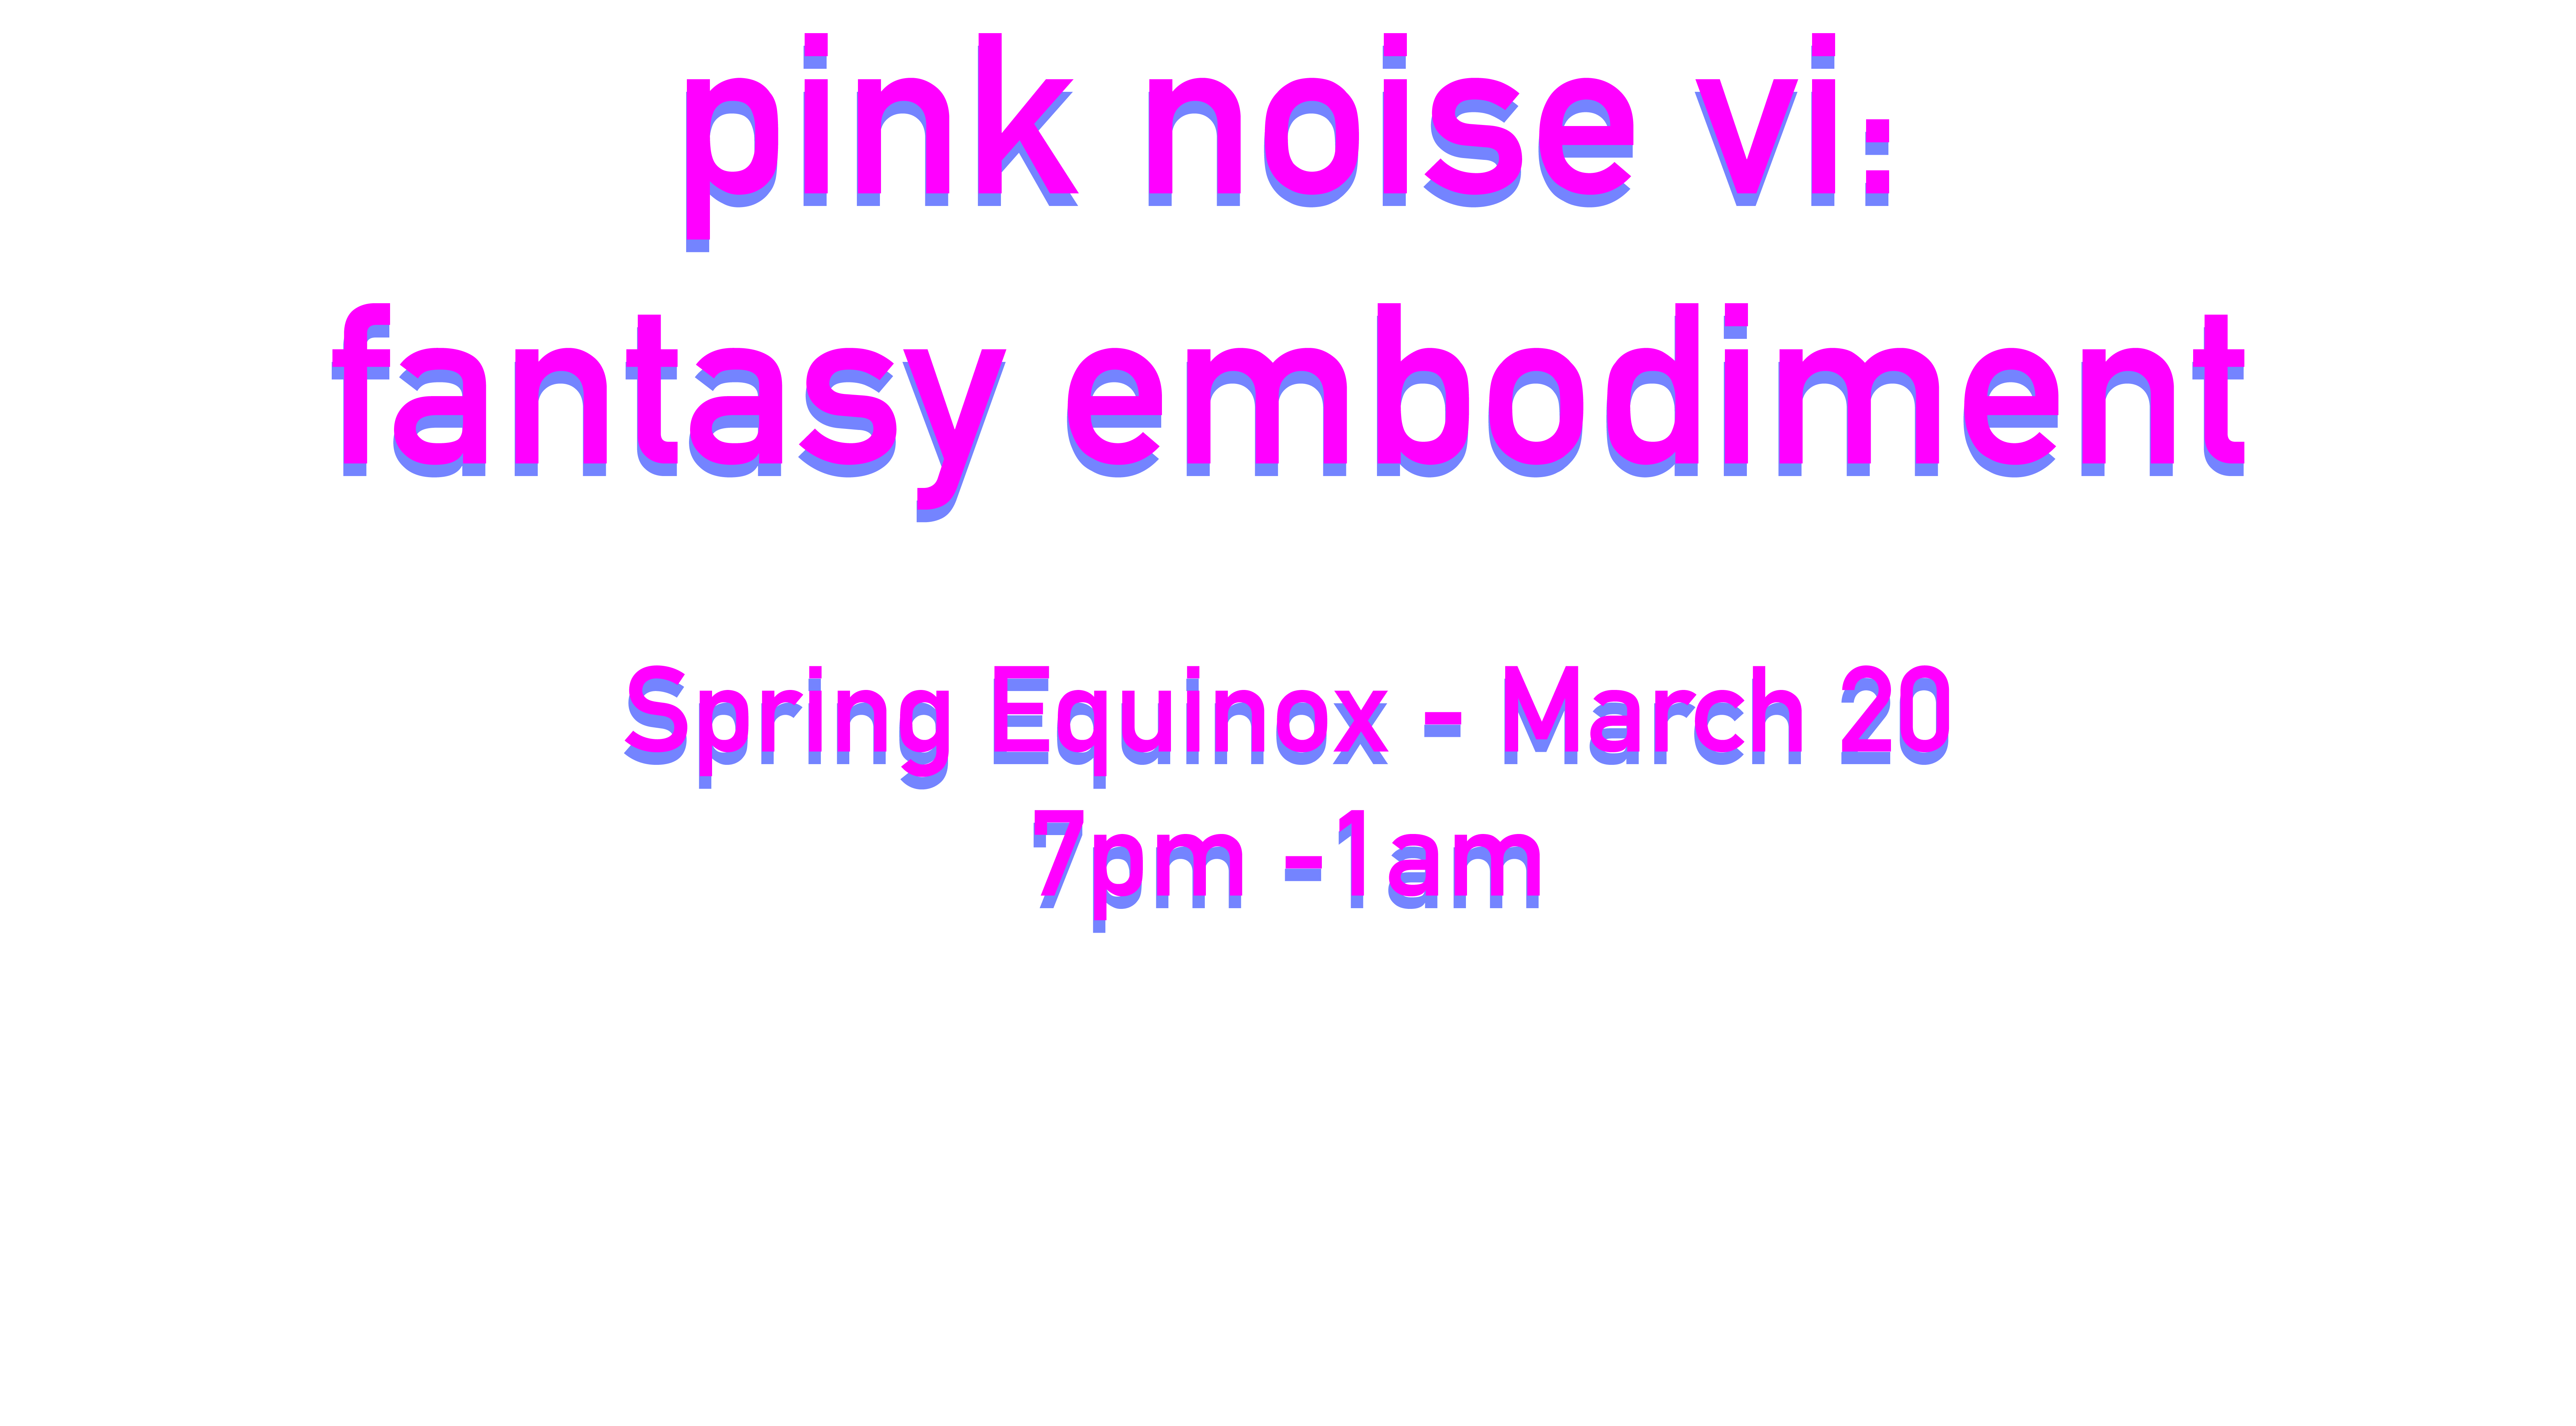 pink noise vi:
fantasy embodiment
Spring Equinox - March 20
7pm -1am